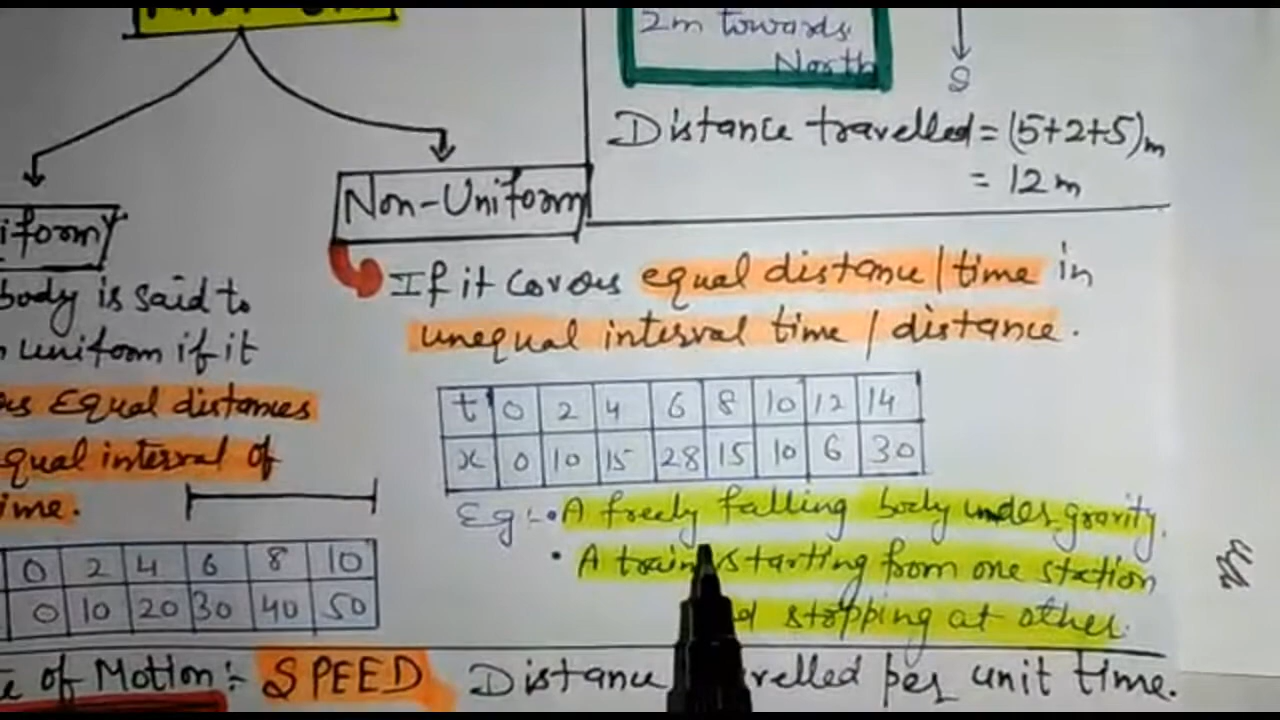 2m towards
North
S
Distance travelled = (5+2+5)m
= 12m
Non-Uniform
If it covers equal distance / time in
unequal interval time / distance.
t 0 2 4 6 8 10 12 14
x 0 10 15 28 15 10 6 30
Eg:- • A freely falling body under gravity.
• A train starting from one station
stopping at other.
iform
body is said to
uniform if it
Equal distances
qual interval of
ime.
0 2 4 6 8 10
0 10 20 30 40 50
of Motion:- SPEED Distance velled per unit time.